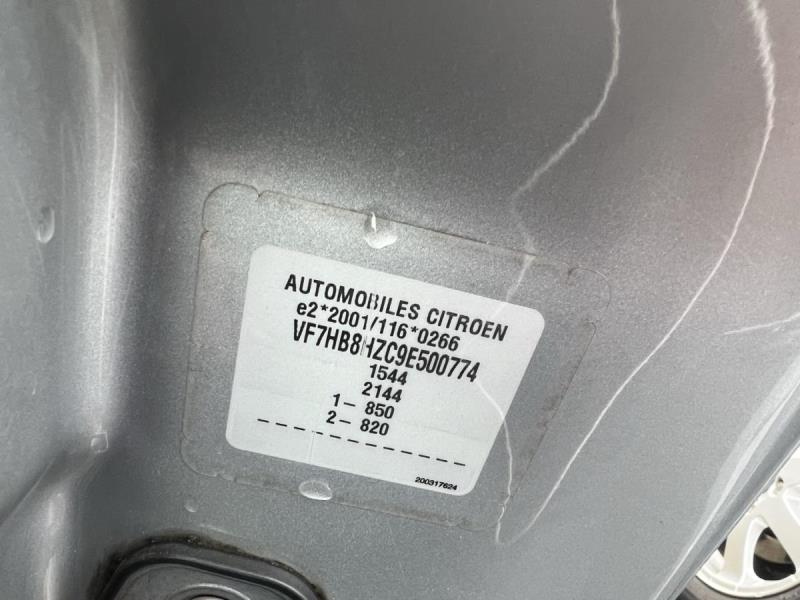 AUTOMOBILES CITROEN
e2*2001/116*0266
VF7HB8HZC9E500774
1544
2144
1- 850
2- 820
200317624